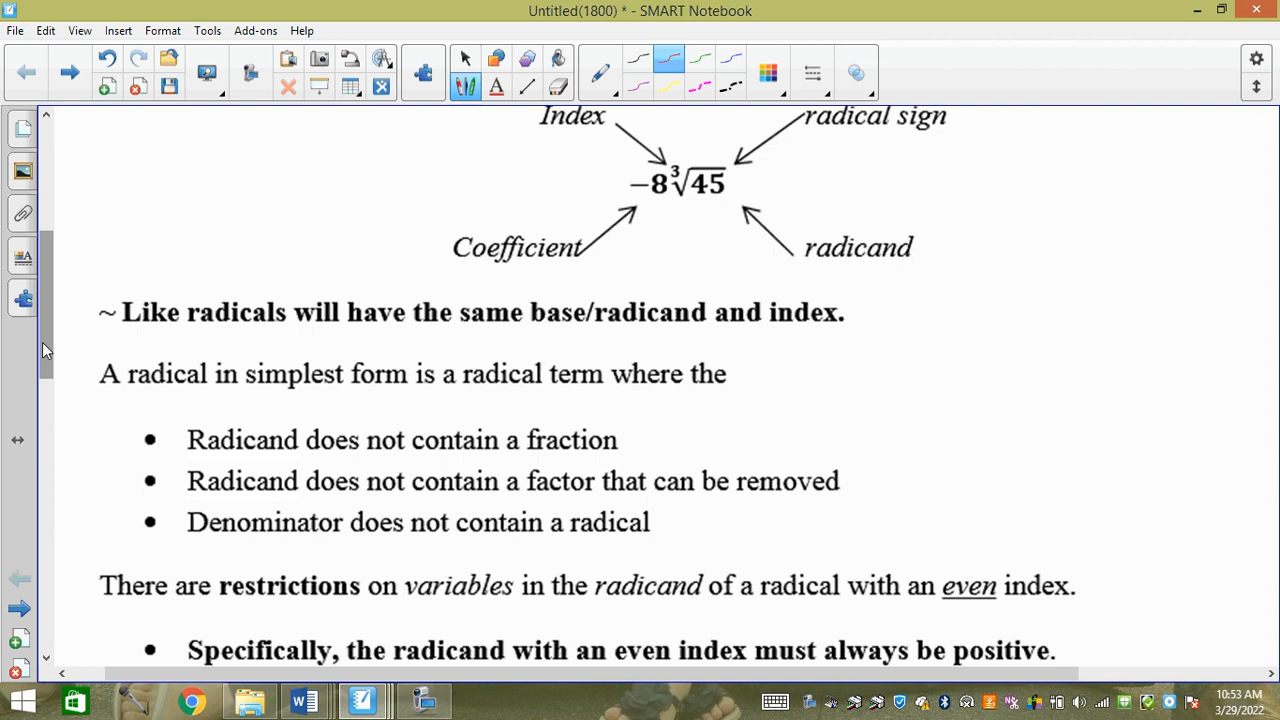 Untitled(1800) * - SMART Notebook
File Edit View Insert Format Tools Add-ons Help
Index radical sign
−8∛45
Coefficient radicand
~ Like radicals will have the same base/radicand and index.
A radical in simplest form is a radical term where the
• Radicand does not contain a fraction
• Radicand does not contain a factor that can be removed
• Denominator does not contain a radical
There are restrictions on variables in the radicand of a radical with an even index.
• Specifically, the radicand with an even index must always be positive.
10:53 AM
3/29/2022